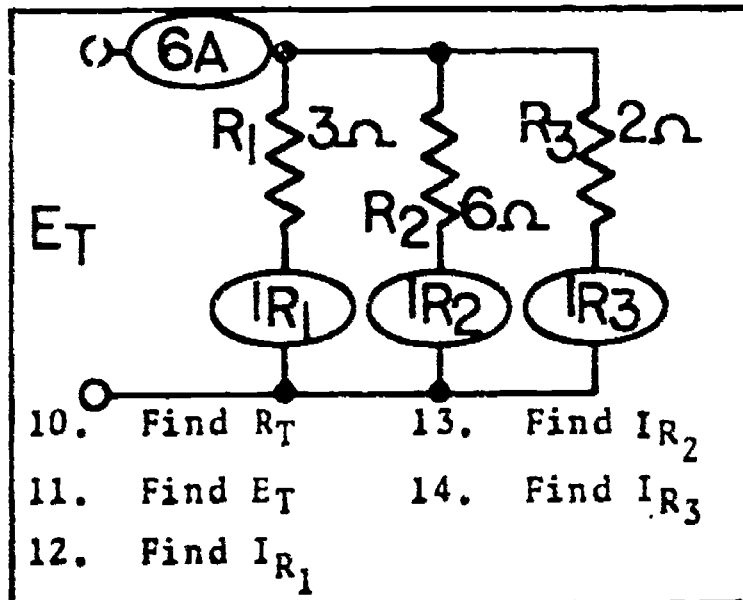 6A
R1 3Ω
R3 2Ω
R2 6Ω
ET
IR1 IR2 IR3
10. Find RT 13. Find IR2
11. Find ET 14. Find IR3
12. Find IR1